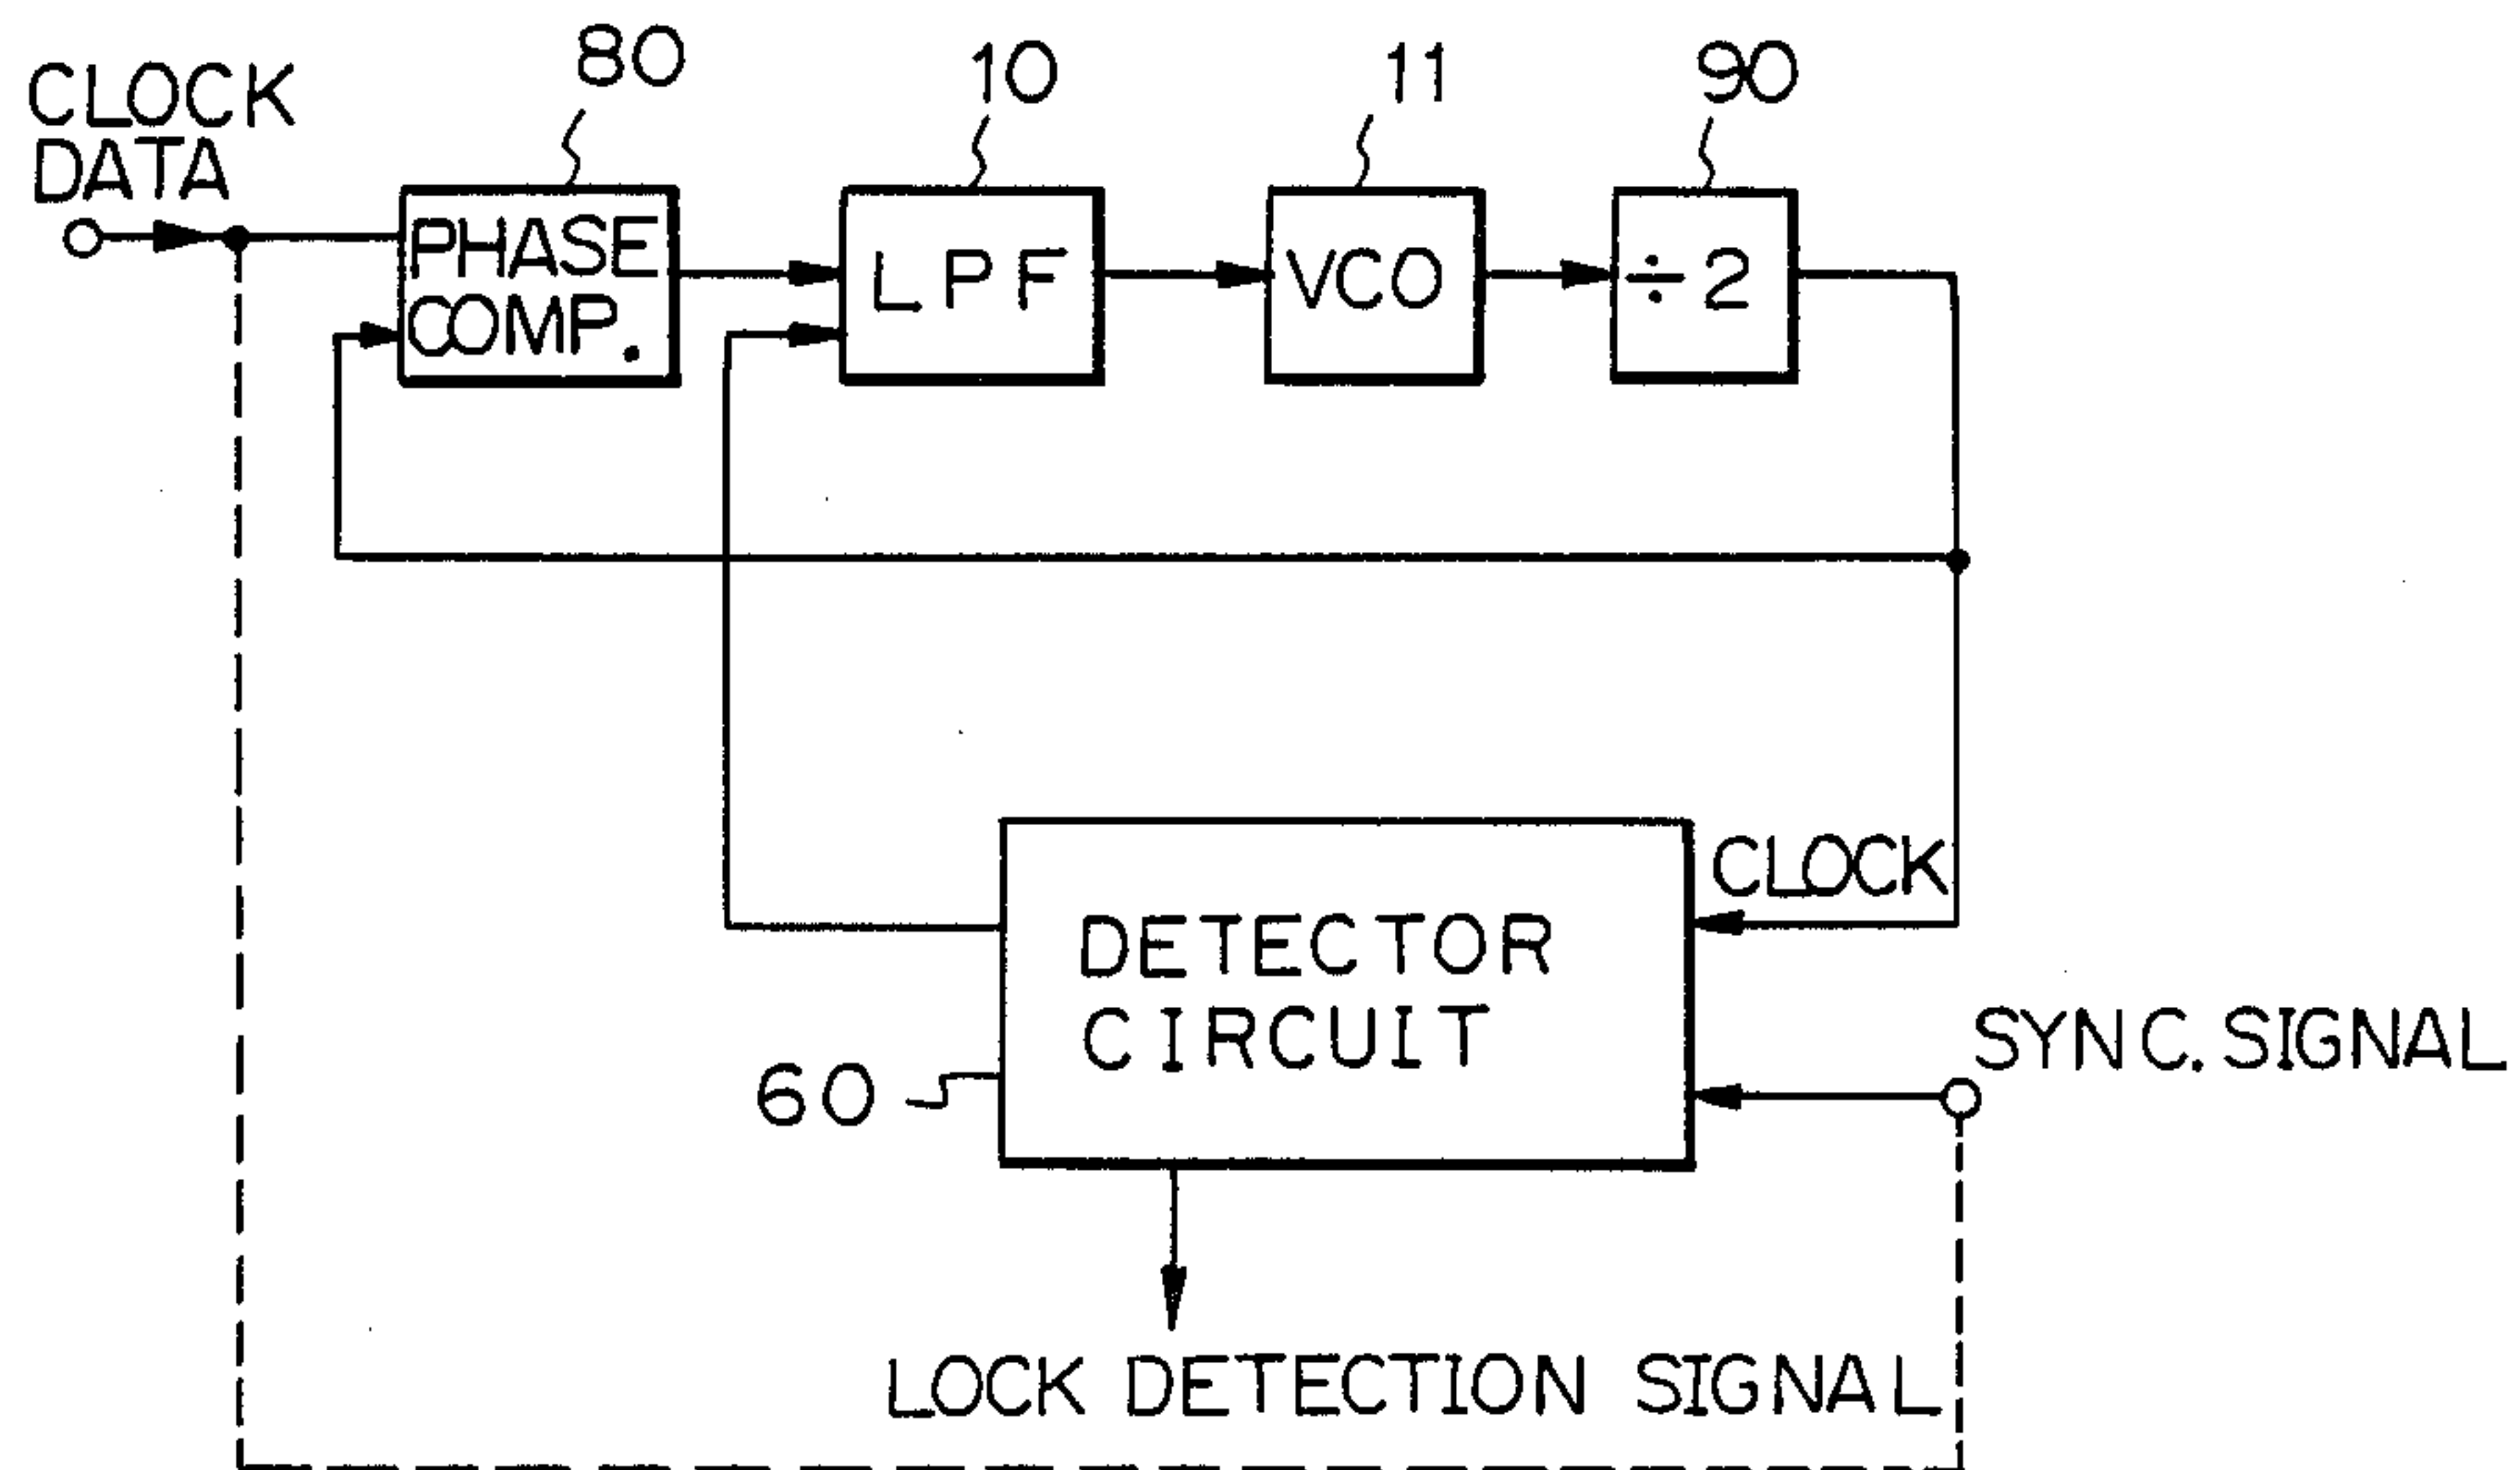 80
10
11
90
CLOCK
DATA
PHASE
COMP.
LPF
VCO
÷2
CLOCK
DETECTOR
CIRCUIT
SYNC. SIGNAL
60
LOCK DETECTION SIGNAL